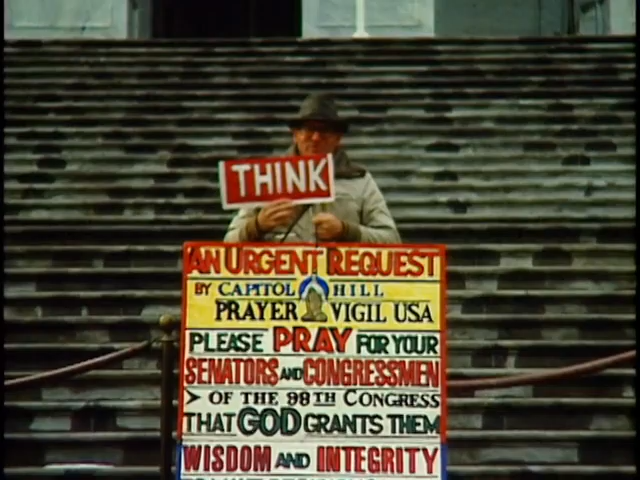 THINK
AN URGENT REQUEST
BY CAPITOL HILL
PRAYER VIGIL USA
PLEASE PRAY FOR YOUR
SENATORS AND CONGRESSMEN
> OF THE 98TH CONGRESS
THAT GOD GRANTS THEM
WISDOM AND INTEGRITY